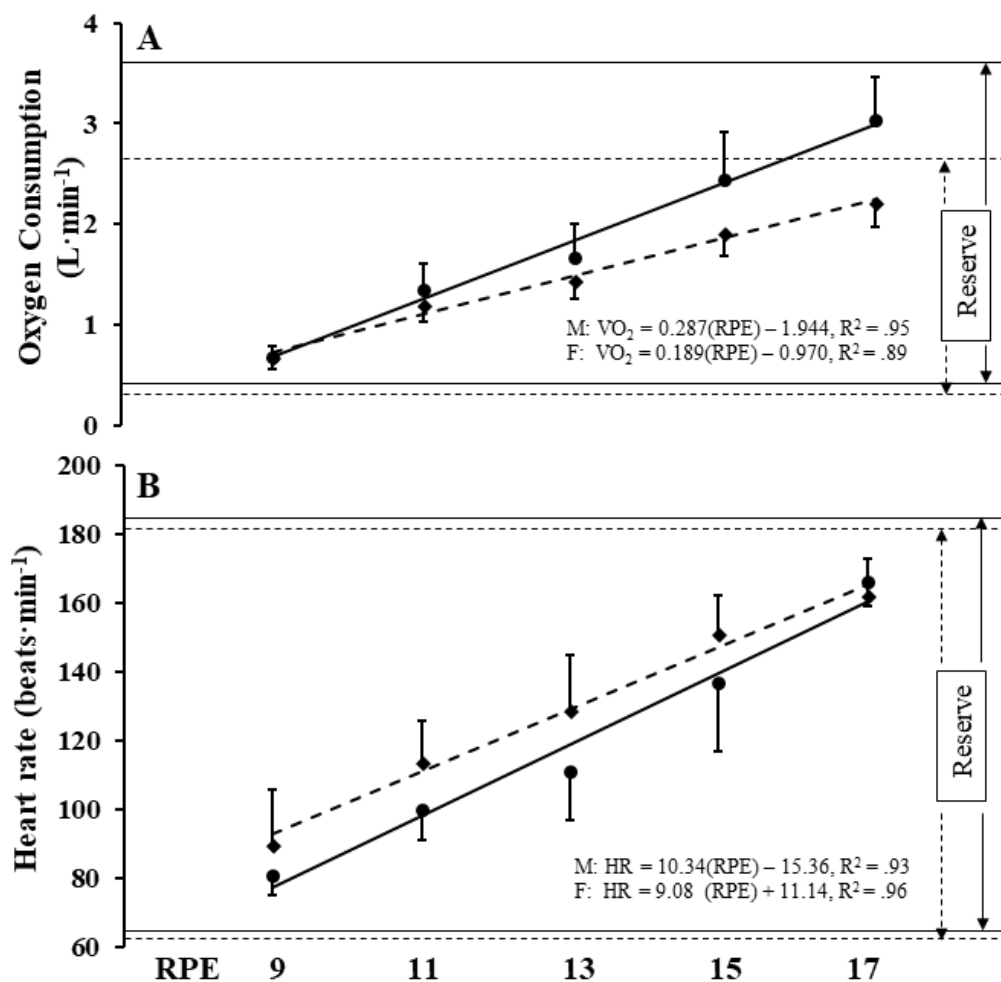 A
Oxygen Consumption
(L·min⁻¹)
4
3
2
1
0
Reserve
M: VO₂ = 0.287(RPE) – 1.944, R² = .95
F: VO₂ = 0.189(RPE) – 0.970, R² = .89
B
Heart rate (beats·min⁻¹)
200
180
160
140
120
100
80
60
Reserve
M: HR = 10.34(RPE) – 15.36, R² = .93
F: HR = 9.08 (RPE) + 11.14, R² = .96
RPE 9 11 13 15 17